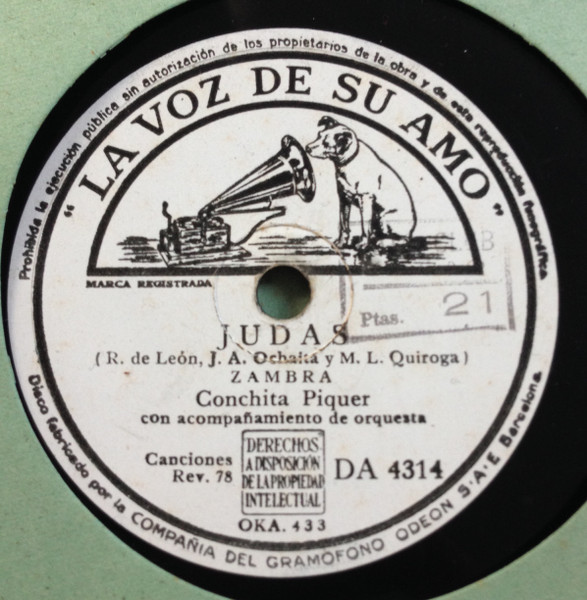 Prohibida la ejecución pública sin autorización de los propietarios de la obra y de esta reproducción fonográfica
"LA VOZ DE SU AMO"
MARCA REGISTRADA
Ptas. 21
JUDAS
(R. de León, J. A. Ochaita y M. L. Quiroga)
ZAMBRA
Conchita Piquer
con acompañamiento de orquesta
Canciones
Rev. 78
DERECHOS
A DISPOSICIÓN
DE LA PROPIEDAD
INTELECTUAL
DA 4314
OKA. 433
Disco fabricado por la COMPAÑIA DEL GRAMÓFONO ODEON S.A.E Barcelona.